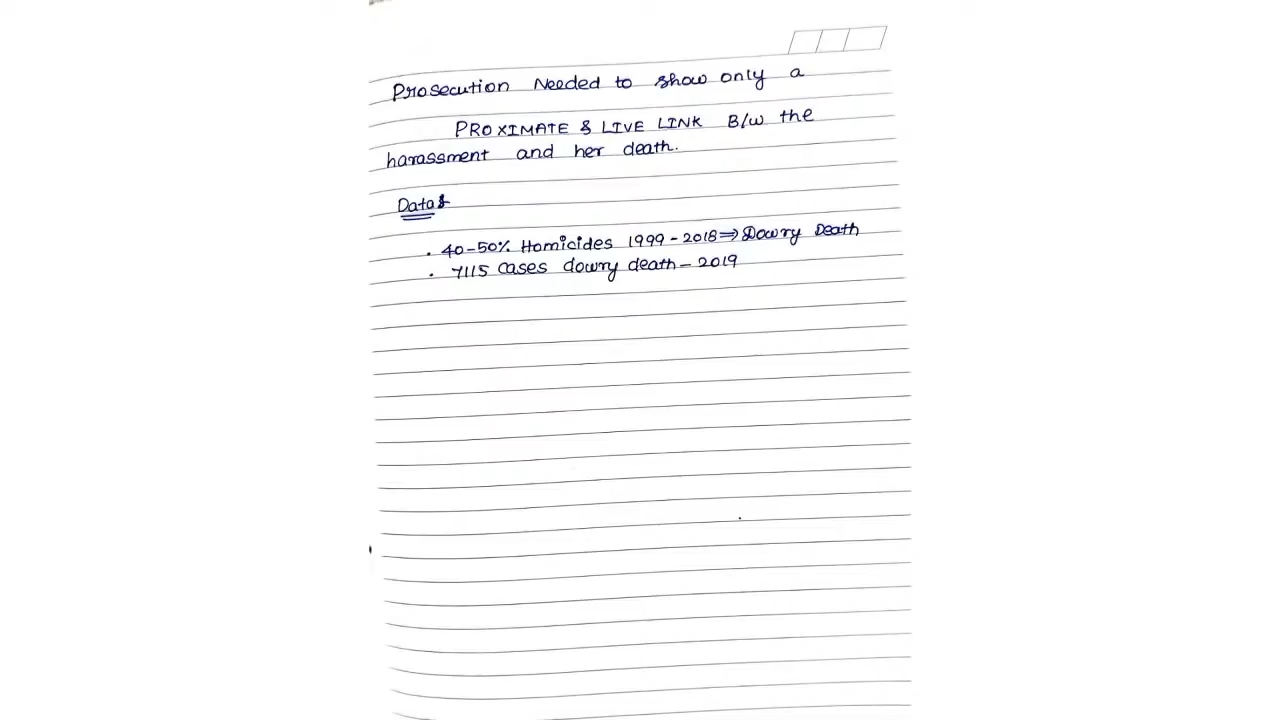 Prosecution Needed to show only a
PROXIMATE & LIVE LINK B/w the
harassment and her death.
Data:
. 40-50% Homicides 1999-2018 ⇒ Dowry Death
. 7115 Cases dowry death - 2019